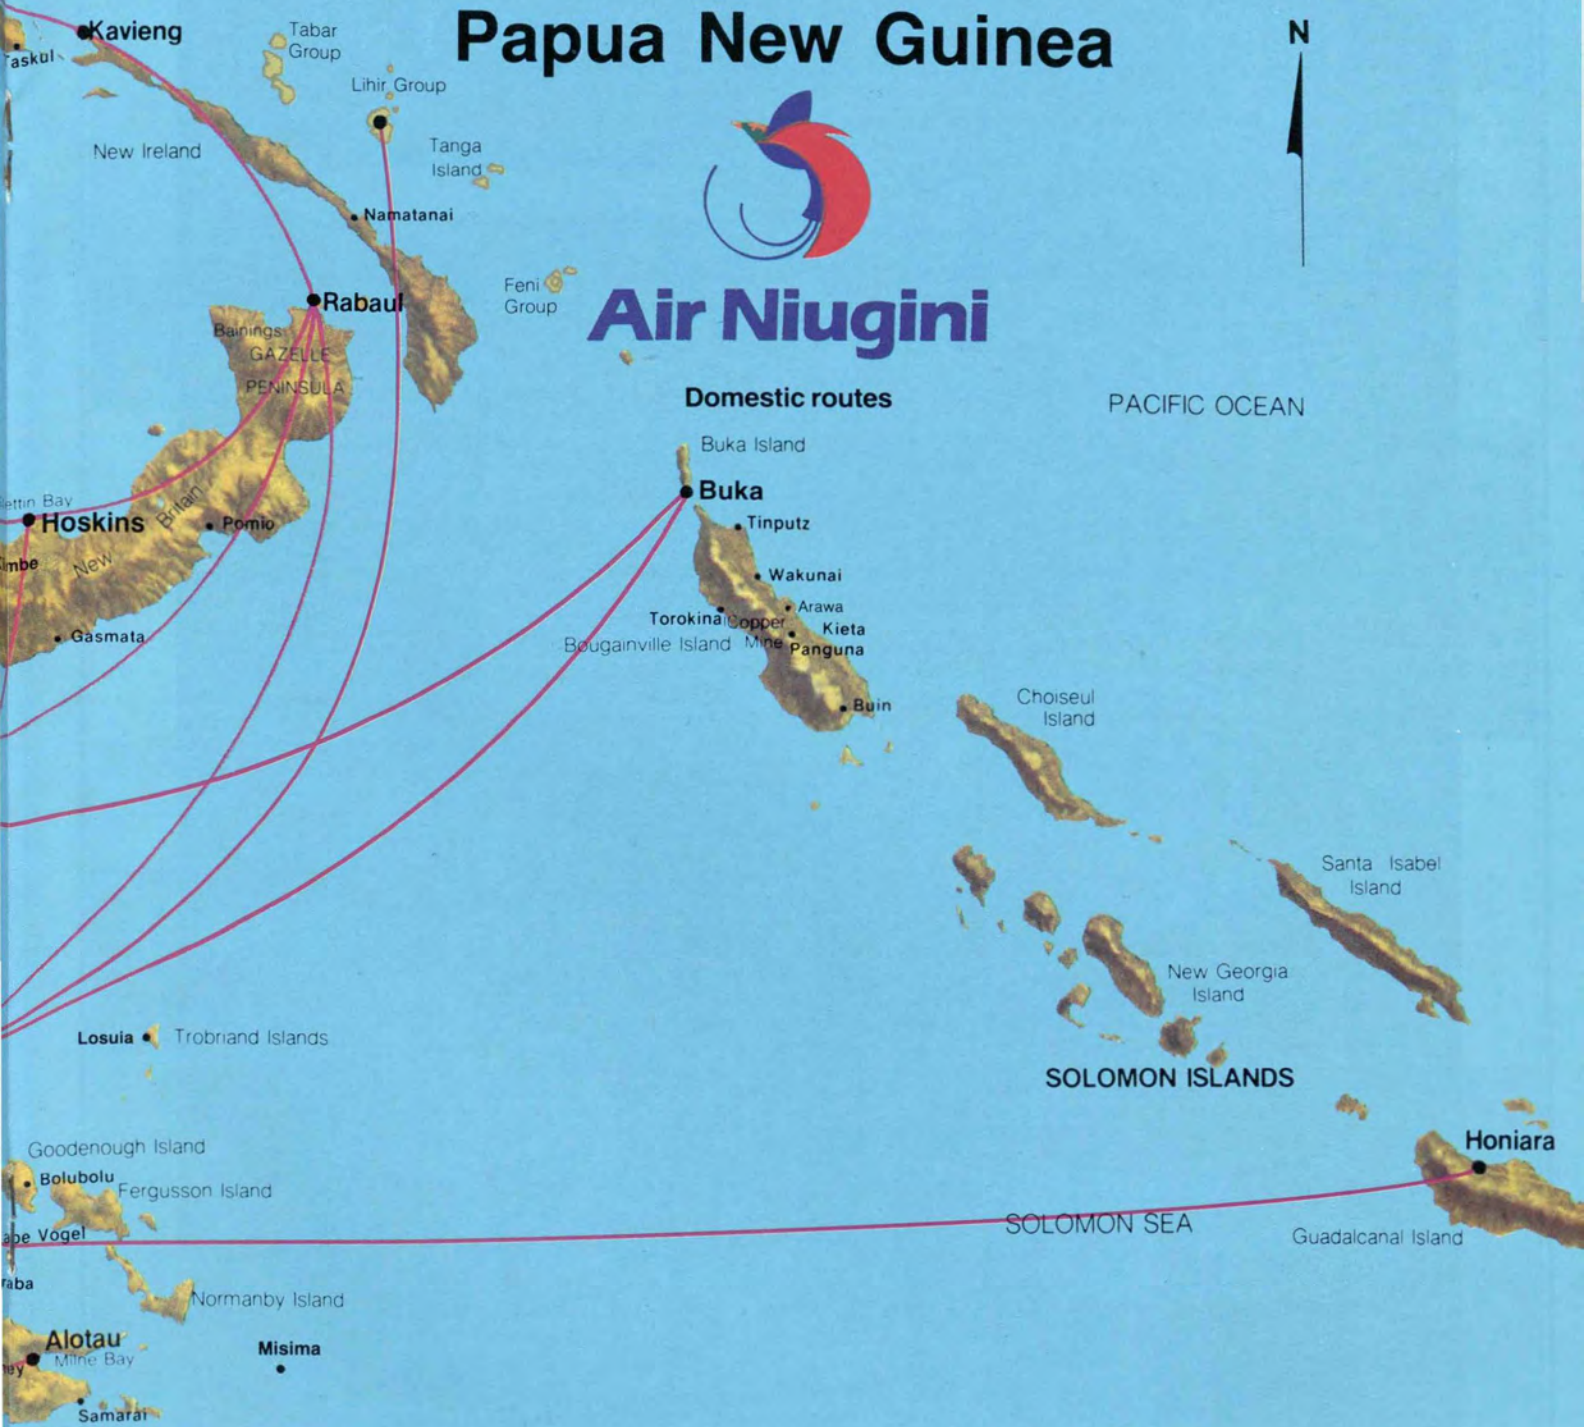 Papua New Guinea
N
Kavieng
Tabar
Group
Lihir Group
New Ireland
Tanga
Island
Namatanai
Feni
Group
Air Niugini
Rabaul
Bainings
GAZELLE
PENINSULA
Domestic routes
PACIFIC OCEAN
Buka Island
Buka
Hoskins
New Britain
Pomio
Tinputz
Wakunai
Arawa
Torokina
Copper
Mine
Kieta
Panguna
Bougainville Island
Gasmata
Buin
Choiseul
Island
Santa Isabel
Island
New Georgia
Island
Losuia
Trobriand Islands
SOLOMON ISLANDS
Honiara
Goodenough Island
Bolubolu
Fergusson Island
ape Vogel
SOLOMON SEA
Guadalcanal Island
raba
Normanby Island
Alotau
Milne Bay
Misima
Samarai